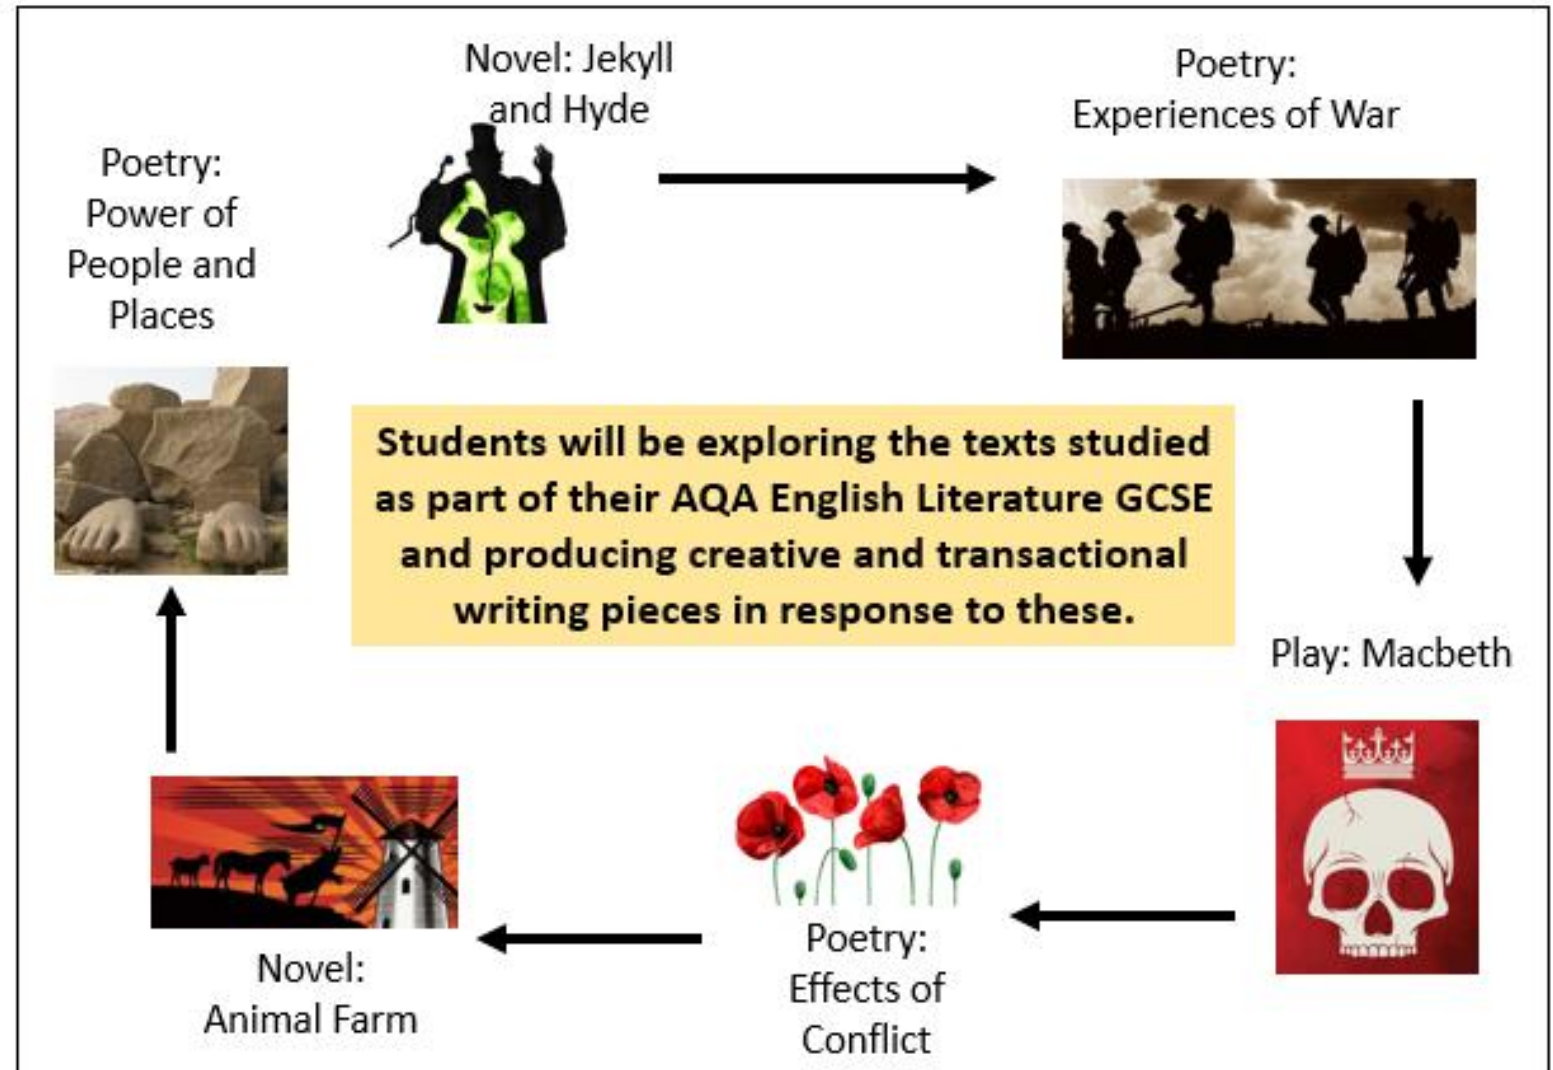 Novel: Jekyll
and Hyde
Poetry:
Experiences of War
Play: Macbeth
Poetry:
Effects of
Conflict
Novel:
Animal Farm
Poetry:
Power of
People and
Places
Students will be exploring the texts studied
as part of their AQA English Literature GCSE
and producing creative and transactional
writing pieces in response to these.